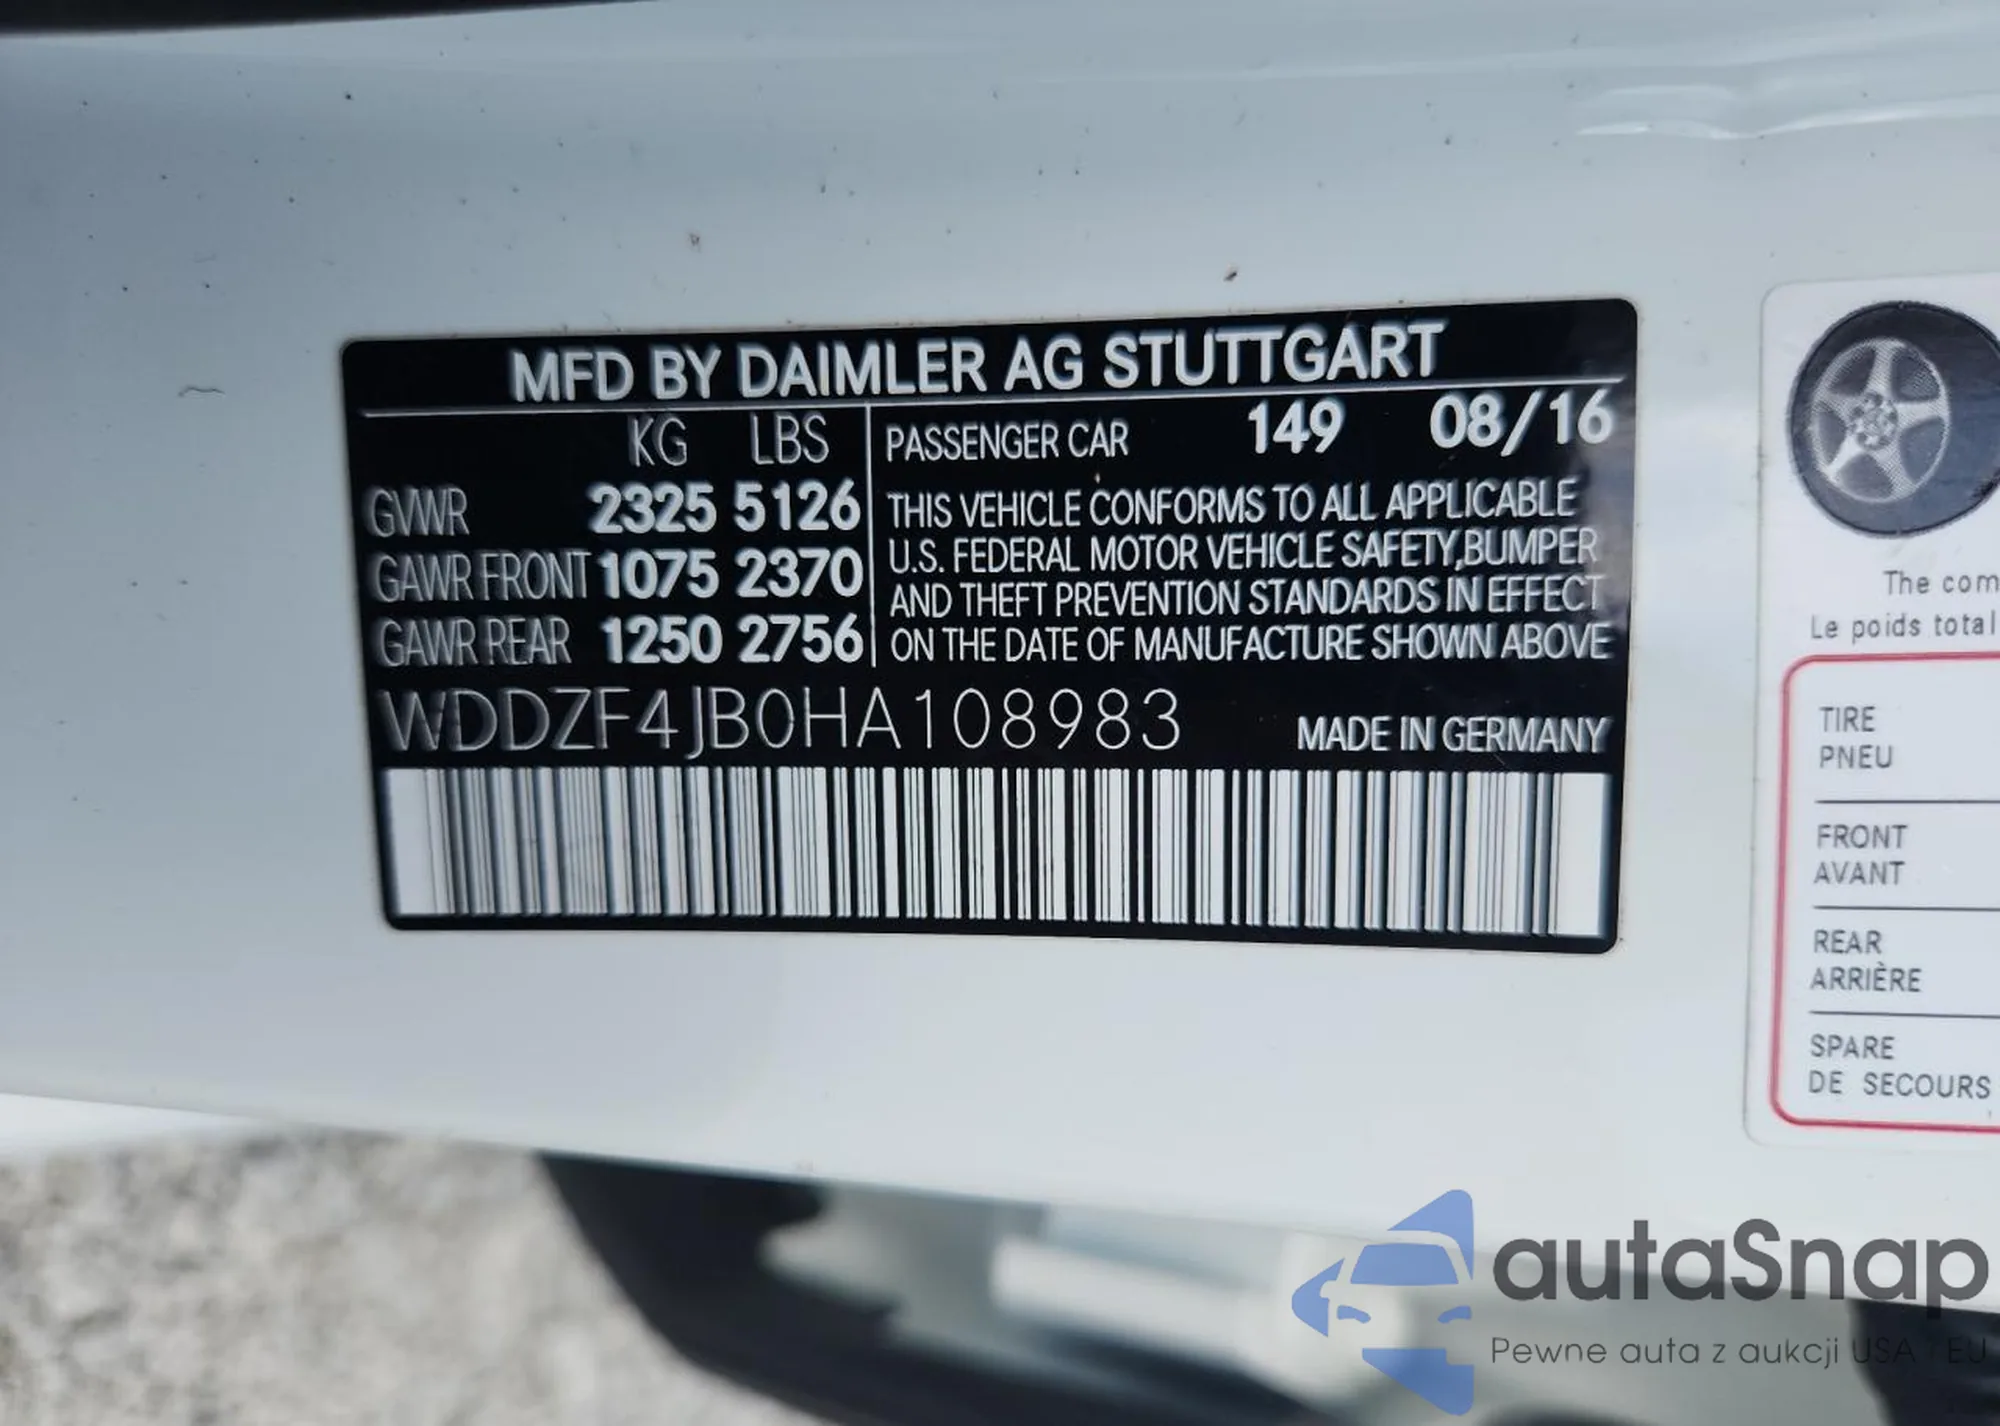 MFD BY DAIMLER AG STUTTGART
KG LBS
GVWR 2325 5126
GAWR FRONT 1075 2370
GAWR REAR 1250 2756
PASSENGER CAR 149 08/16
THIS VEHICLE CONFORMS TO ALL APPLICABLE
U.S. FEDERAL MOTOR VEHICLE SAFETY,BUMPER
AND THEFT PREVENTION STANDARDS IN EFFECT
ON THE DATE OF MANUFACTURE SHOWN ABOVE
WDDZF4JB0HA108983
MADE IN GERMANY
The com
Le poids total
TIRE
PNEU
FRONT
AVANT
REAR
ARRIÈRE
SPARE
DE SECOURS
autaSnap
Pewne auta z aukcji USA / EU